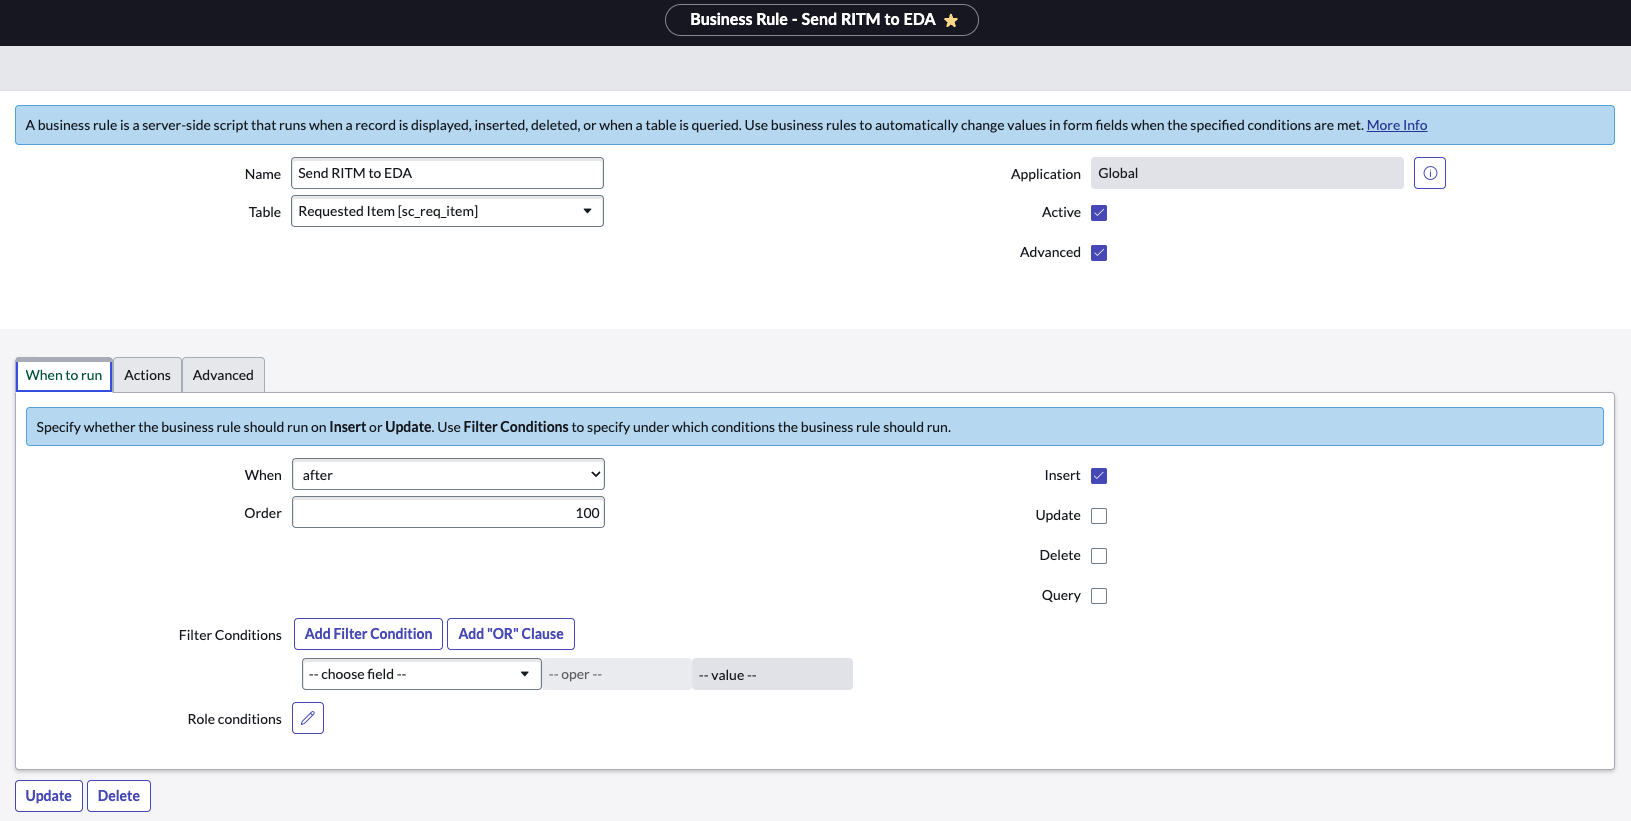 Business Rule - Send RITM to EDA
A business rule is a server-side script that runs when a record is displayed, inserted, deleted, or when a table is queried. Use business rules to automatically change values in form fields when the specified conditions are met. More Info
Name Send RITM to EDA
Application Global
Table Requested Item [sc_req_item]
Active
Advanced
When to run Actions Advanced
Specify whether the business rule should run on Insert or Update. Use Filter Conditions to specify under which conditions the business rule should run.
When after
Insert
Order 100
Update
Delete
Query
Filter Conditions Add Filter Condition Add "OR" Clause
-- choose field -- -- oper -- -- value --
Role conditions
Update Delete